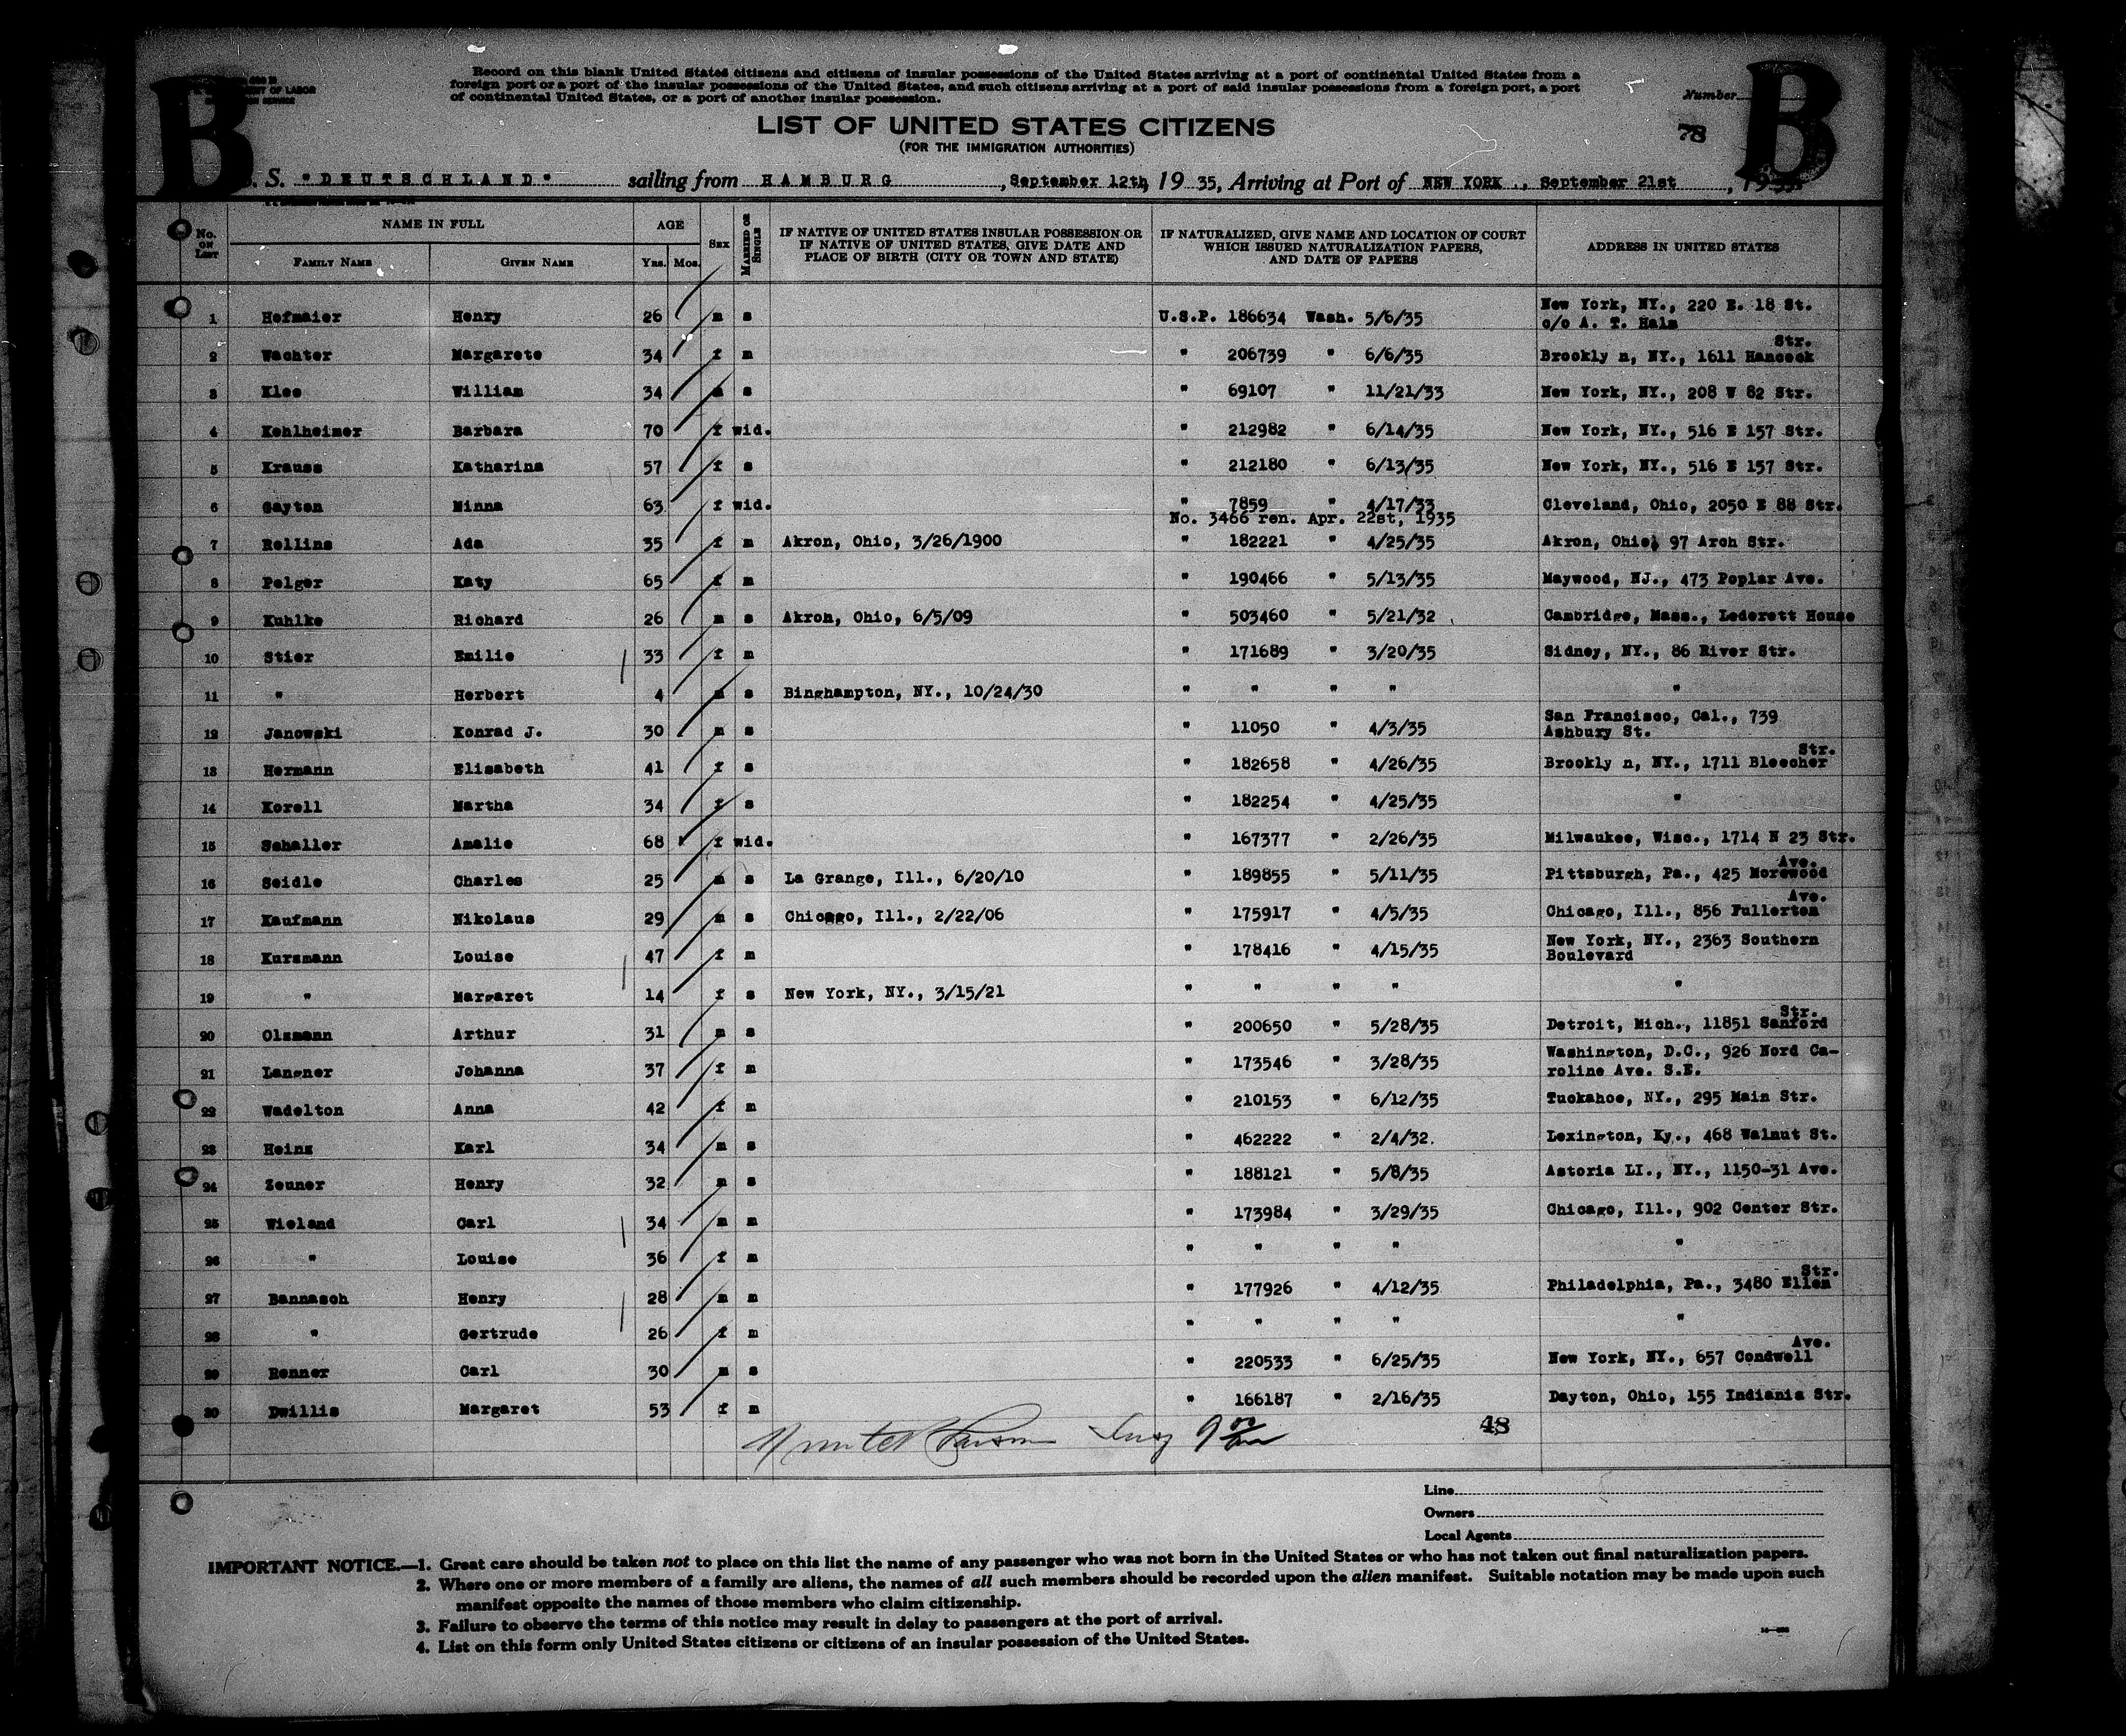 Record on this blank United States citizens and citizens of insular possessions of the United States arriving at a port of continental United States from a
foreign port or a port of the insular possessions of the United States, and such citizens arriving at a port of said insular possessions from a foreign port, a port
of continental United States, or a port of another insular possession.
B B
OF LABOR
SERVICE
Number
LIST OF UNITED STATES CITIZENS
(FOR THE IMMIGRATION AUTHORITIES)
78
S. S. "DEUTSCHLAND" sailing from HAMBURG, September 12th, 1935, Arriving at Port of NEW YORK., September 21st, 1935
No. ON LIST NAME IN FULL FAMILY NAME GIVEN NAME AGE YRS. MOS. SEX MARRIED OR SINGLE IF NATIVE OF UNITED STATES INSULAR POSSESSION OR IF NATIVE OF UNITED STATES, GIVE DATE AND PLACE OF BIRTH (CITY OR TOWN AND STATE) IF NATURALIZED, GIVE NAME AND LOCATION OF COURT WHICH ISSUED NATURALIZATION PAPERS, AND DATE OF PAPERS ADDRESS IN UNITED STATES
1 Hofmaier Henry 26 m s U.S.P. 186634 Wash. 5/6/35 New York, NY., 220 E. 18 St.
c/o A. T. Halm
2 Wachter Margarete 34 f m " 206739 " 6/6/35 Brookly n, NY., 1611 Hancock Str.
3 Klee William 34 m s " 69107 " 11/21/33 New York, NY., 208 W 82 Str.
4 Kehlheimer Barbara 70 f wid. " 212982 " 6/14/35 New York, NY., 516 E 157 Str.
5 Krauss Katharina 57 f s " 212180 " 6/13/35 New York, NY., 516 E 157 Str.
6 Gayton Minna 63 f wid. " 7859 " 4/17/33 Cleveland, Ohio, 2050 E 88 Str.
No. 3466 ren. Apr. 22st, 1935
7 Rollins Ada 35 f m Akron, Ohio, 3/26/1900 " 182221 " 4/25/35 Akron, Ohio, 97 Arch Str.
8 Pelger Katy 65 f m " 190466 " 5/13/35 Maywood, NJ., 473 Poplar Ave.
9 Kuhlke Richard 26 m s Akron, Ohio, 6/5/09 " 503460 " 5/21/32 Cambridge, Mass., Lederett House
10 Stier Emilie 33 f m " 171689 " 3/20/35 Sidney, NY., 86 River Str.
11 " Herbert 4 m s Binghampton, NY., 10/24/30 " " " " "
12 Janowski Konrad J. 30 m s " 11050 " 4/3/35 San Francisco, Cal., 739
Ashbury St.
13 Hermann Elisabeth 41 f s " 182658 " 4/26/35 Brookly n, NY., 1711 Bleecher Str.
14 Korell Martha 34 f s " 182254 " 4/25/35 "
15 Schaller Amalie 68 f wid. " 167377 " 2/26/35 Milwaukee, Wisc., 1714 N 23 Str.
16 Seidle Charles 25 m s La Grange, Ill., 6/20/10 " 189855 " 5/11/35 Pittsburgh, Pa., 425 Morewood Ave.
17 Kaufmann Nikolaus 29 m s Chicago, Ill., 2/22/06 " 175917 " 4/5/35 Chicago, Ill., 856 Fullerton Ave.
18 Kursmann Louise 47 f m " 178416 " 4/15/35 New York, NY., 2363 Southern
Boulevard
19 " Margaret 14 f s New York, NY., 3/15/21 " " " " "
20 Olzmann Arthur 31 m s " 200650 " 5/28/35 Detroit, Mich., 11851 Sanford Str.
21 Langner Johanna 37 f m " 173546 " 3/28/35 Washington, D.C., 926 Nord Ca-
roline Ave. S.E.
22 Wadelton Anna 42 f m " 210153 " 6/12/35 Tuckahoe, NY., 295 Main Str.
23 Heinz Karl 34 m s " 462222 " 2/4/32. Lexington, Ky., 468 Walnut St.
24 Zeuner Henry 32 m s " 188121 " 5/8/35 Astoria LI., NY., 1150-31 Ave.
25 Wieland Carl 34 m m " 173984 " 3/29/35 Chicago, Ill., 902 Center Str.
26 " Louise 36 f m " " " " "
27 Bannasch Henry 28 m m " 177926 " 4/12/35 Philadelphia, Pa., 3480 Ellen Str.
28 " Gertrude 26 f m " " " " "
29 Renner Carl 30 m s " 220533 " 6/25/35 New York, NY., 657 Condwell Ave.
30 Dwillis Margaret 53 f m " 166187 " 2/16/35 Dayton, Ohio, 155 Indiania Str.
48
Line
Owners
Local Agents
IMPORTANT NOTICE.—1. Great care should be taken not to place on this list the name of any passenger who was not born in the United States or who has not taken out final naturalization papers.
2. Where one or more members of a family are aliens, the names of all such members should be recorded upon the alien manifest. Suitable notation may be made upon such
manifest opposite the names of those members who claim citizenship.
3. Failure to observe the terms of this notice may result in delay to passengers at the port of arrival.
4. List on this form only United States citizens or citizens of an insular possession of the United States.